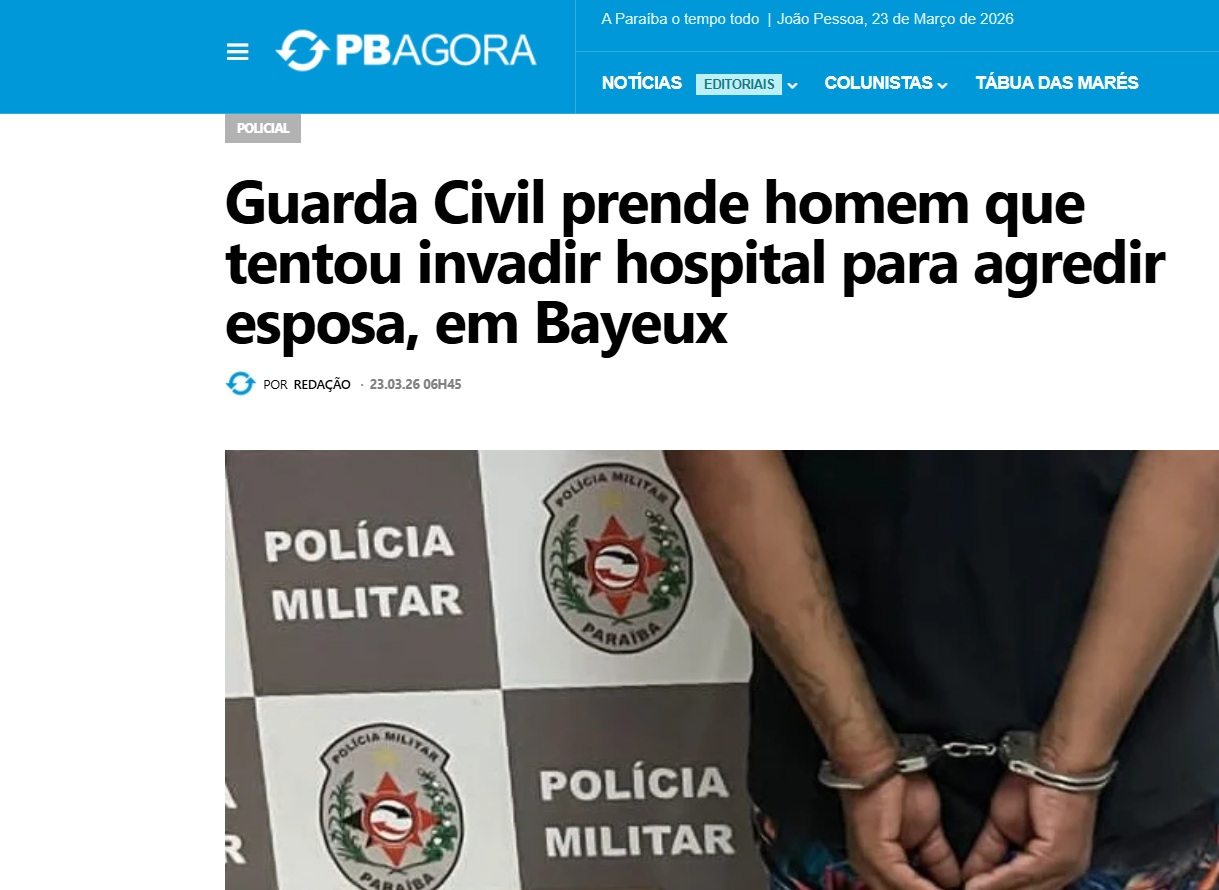 A Paraíba o tempo todo | João Pessoa, 23 de Março de 2026
PBAGORA
NOTÍCIAS EDITORIAIS COLUNISTAS TÁBUA DAS MARÉS
POLICIAL
Guarda Civil prende homem que
tentou invadir hospital para agredir
esposa, em Bayeux
POR REDAÇÃO · 23.03.26 06H45
POLÍCIA
MILITAR
POLÍCIA MILITAR
PARAÍBA
POLÍCIA MILITAR
PARAÍBA
POLÍCIA
MILITAR
A
R